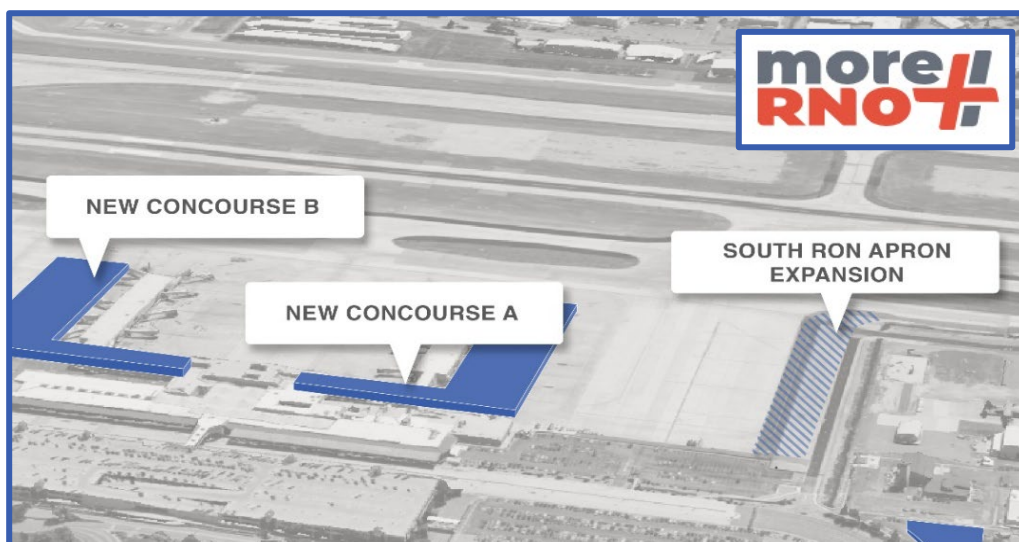 more
RNO
NEW CONCOURSE B
SOUTH RON APRON
EXPANSION
NEW CONCOURSE A